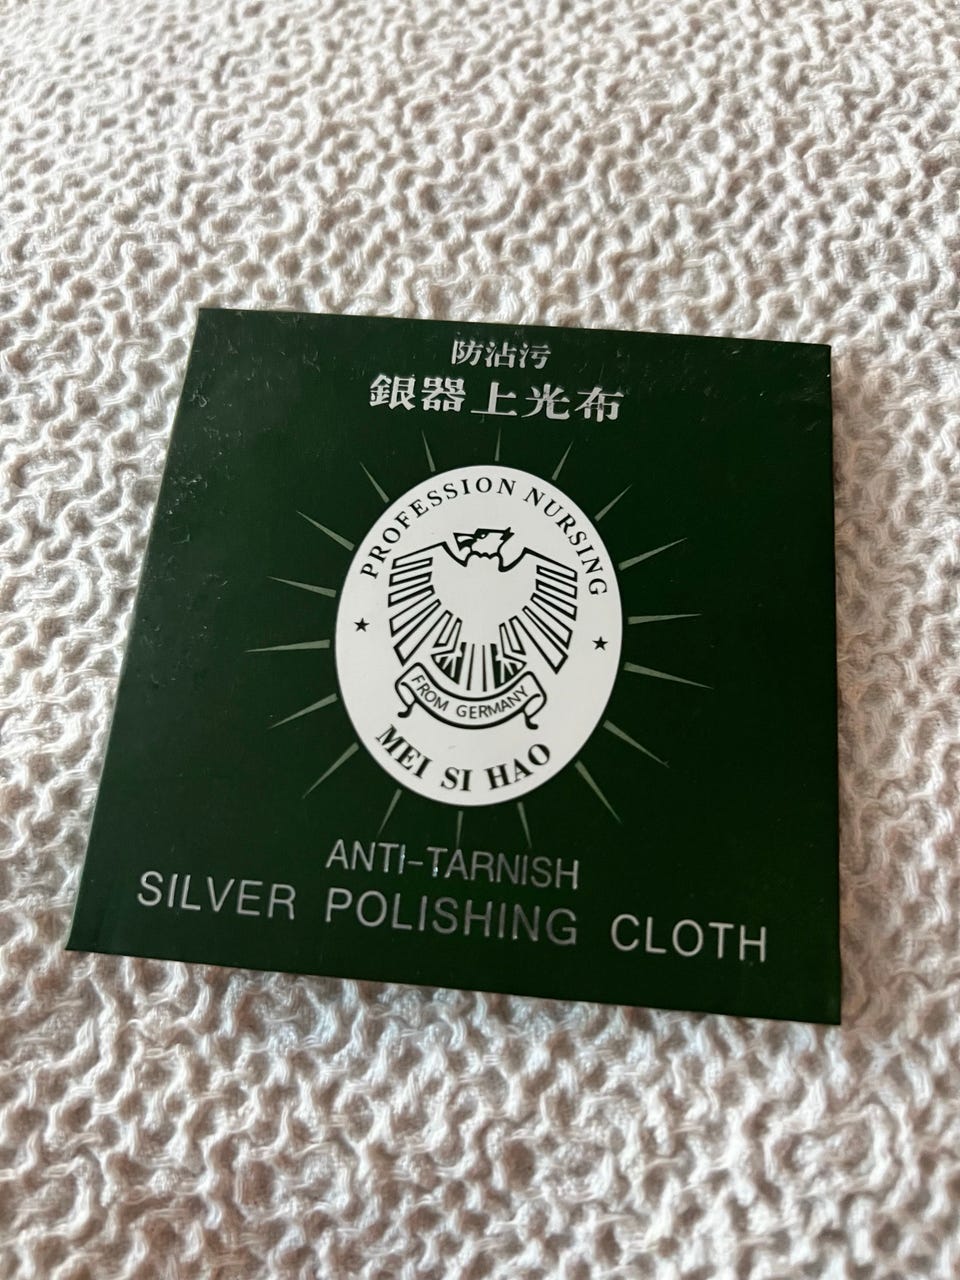 防沾污
銀器上光布
PROFESSION NURSING
FROM GERMANY
MEI SI HAO
ANTI-TARNISH
SILVER POLISHING CLOTH